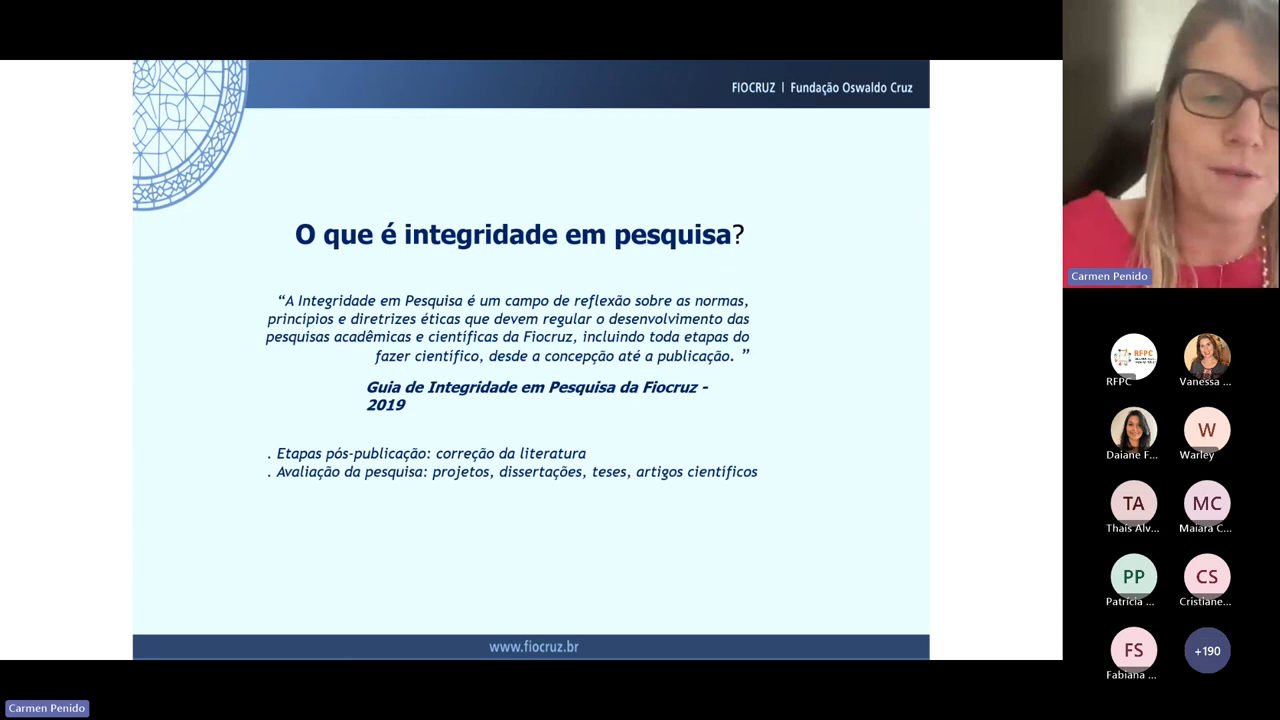 FIOCRUZ | Fundação Oswaldo Cruz
O que é integridade em pesquisa?
“A Integridade em Pesquisa é um campo de reflexão sobre as normas,
princípios e diretrizes éticas que devem regular o desenvolvimento das
pesquisas acadêmicas e científicas da Fiocruz, incluindo toda etapas do
fazer científico, desde a concepção até a publicação. ”
Guia de Integridade em Pesquisa da Fiocruz -
2019
. Etapas pós-publicação: correção da literatura
. Avaliação da pesquisa: projetos, dissertações, teses, artigos científicos
www.fiocruz.br
Carmen Penido
RFPC
RFPC
Vanessa ...
Daiane F...
W
Warley
TA
Thaís Alv...
MC
Maiara C...
PP
Patrícia ...
CS
Cristiane...
FS
Fabiana ...
+190
Carmen Penido